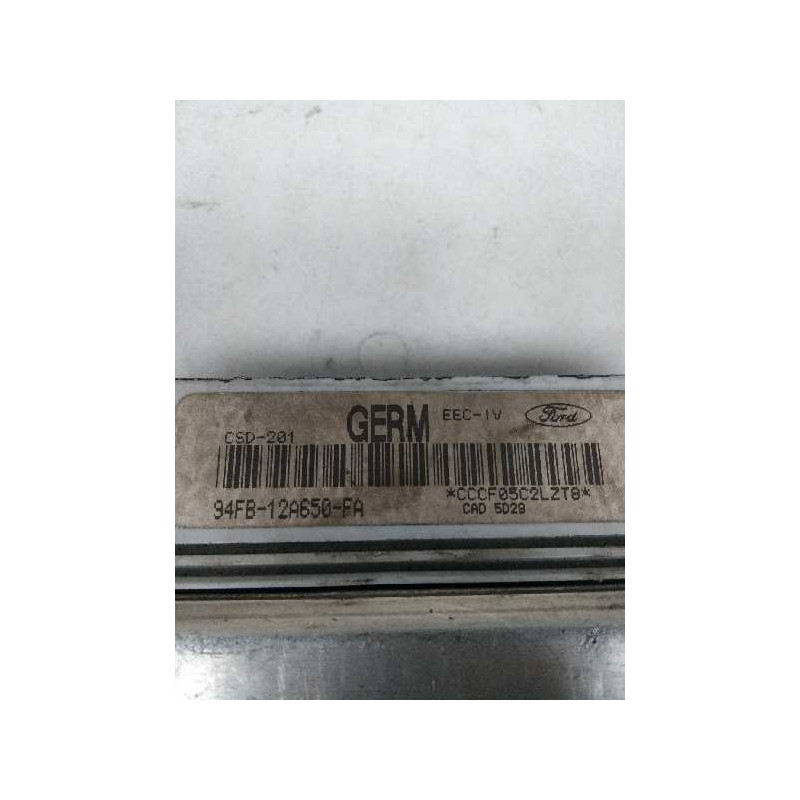 CSD-201 GERM EEC-IV Ford
94FB-12A650-FA *CCCF05C2LZT8*
CAD 5D29